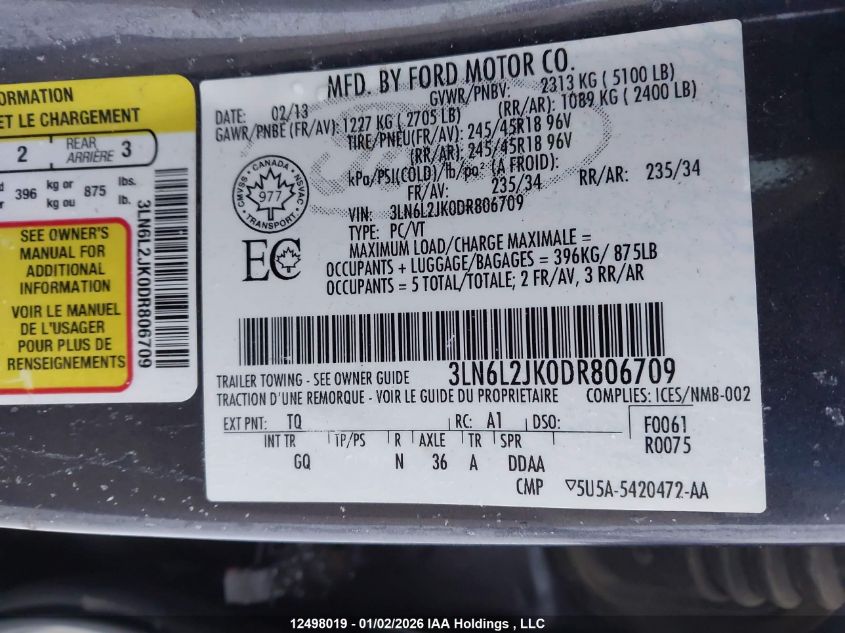 ORMATION
ET LE CHARGEMENT
2 REAR ARRIÈRE 3
396 kg or kg ou 875 lbs. lb.
SEE OWNER'S
MANUAL FOR
ADDITIONAL
INFORMATION
VOIR LE MANUEL
DE L'USAGER
POUR PLUS DE
RENSEIGNEMENTS
3LN6L2JK0DR806709
MFD. BY FORD MOTOR CO.
DATE: 02/13 GVWR/PNBV: 2313 KG ( 5100 LB)
GAWR/PNBE (FR/AV): 1227 KG ( 2705 LB) (RR/AR): 1089 KG ( 2400 LB)
TIRE/PNEU(FR/AV): 245/45R18 96V
(RR/AR): 245/45R18 96V
kPa/PSI(COLD)/lb/po² (A FROID):
FR/AV: 235/34 RR/AR: 235/34
VIN: 3LN6L2JK0DR806709
TYPE: PC/VT
MAXIMUM LOAD/CHARGE MAXIMALE =
OCCUPANTS + LUGGAGE/BAGAGES = 396KG/ 875LB
OCCUPANTS = 5 TOTAL/TOTALE; 2 FR/AV, 3 RR/AR
CMVSS · CANADA · NSVAC
977
TRANSPORT
EC
3LN6L2JK0DR806709
TRAILER TOWING - SEE OWNER GUIDE
TRACTION D'UNE REMORQUE - VOIR LE GUIDE DU PROPRIETAIRE COMPLIES: ICES/NMB-002
EXT PNT: TQ RC: A1 DSO: F0061
INT TR TP/PS R AXLE TR SPR R0075
GQ N 36 A DDAA
CMP ▽5U5A-5420472-AA
12498019 - 01/02/2026 IAA Holdings , LLC